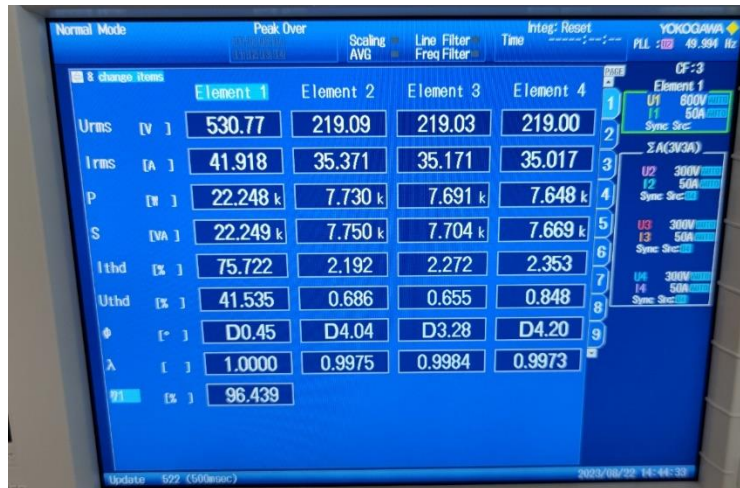 Normal Mode
Peak Over
Scaling
AVG
Line Filter
Freq Filter
Integ: Reset
Time -----:--:--
YOKOGAWA
PLL : 49.994 Hz
8 change items
PAGE
CF:3
Element 1 Element 2 Element 3 Element 4
Urms [V ] 530.77 219.09 219.03 219.00
Irms [A ] 41.918 35.371 35.171 35.017
P [W ] 22.248 k 7.730 k 7.691 k 7.648 k
S [VA ] 22.249 k 7.750 k 7.704 k 7.669 k
Ithd [% ] 75.722 2.192 2.272 2.353
Uthd [% ] 41.535 0.686 0.655 0.848
Φ [° ] D0.45 D4.04 D3.28 D4.20
λ [ ] 1.0000 0.9975 0.9984 0.9973
η1 [% ] 96.439
1
2
3
4
5
6
7
8
9
Element 1
U1 600V
I1 50A
Sync Src:
ΣA(3V3A)
U2 300V
I2 50A
Sync Src:
U3 300V
I3 50A
Sync Src:
U4 300V
I4 50A
Sync Src:
Update 522 (500msec)
2023/08/22 14:44:33